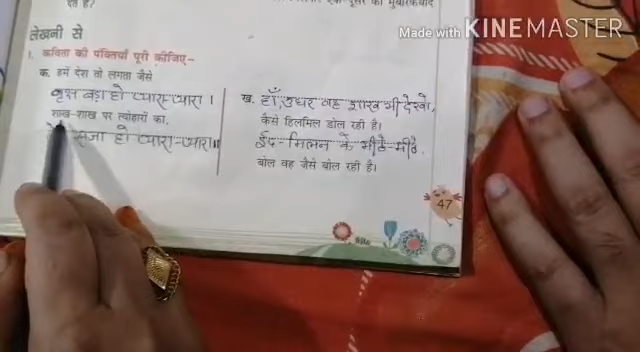 Made with KINEMASTER
रहे हैं?
लेखनी से
1. कविता की पंक्तियाँ पूरी कीजिए-
क. हमें देश तो लगता जैसे
वृक्ष बड़ा हो प्यारा-प्यारा।
शाख-शाख पर त्योहारों का,
सजा हो प्यारा-प्यारा॥
ख. हाँ, उधर वह शाख भी देखो,
कैसे हिलमिल डोल रही है।
ईद-मिलन के मीठे-मीठे
बोल वह जैसे बोल रही है।
47